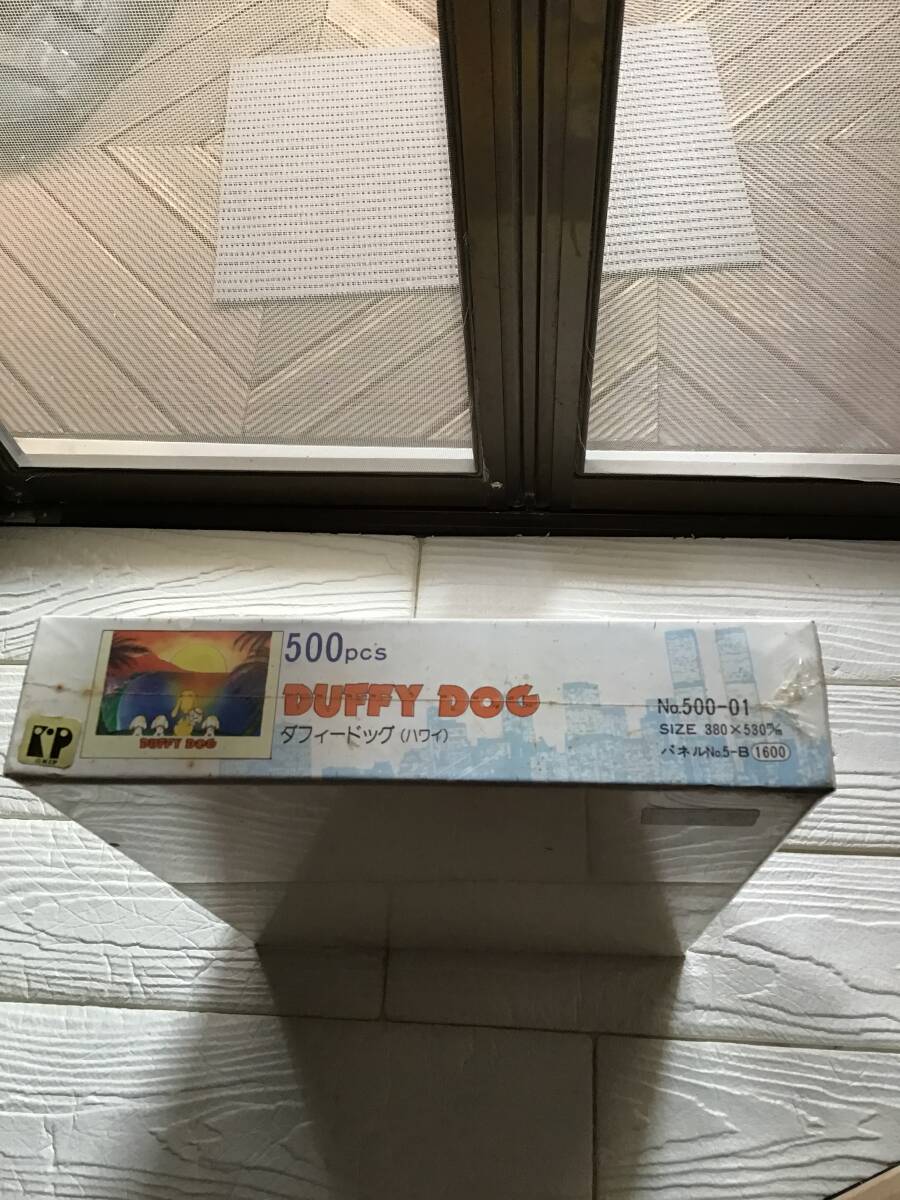 500pcs
DUFFY DOG
ダフィードッグ(ハワイ)
No.500-01
SIZE 380×530㎜
パネルNo.5-B 1600
DUFFY DOG
KP